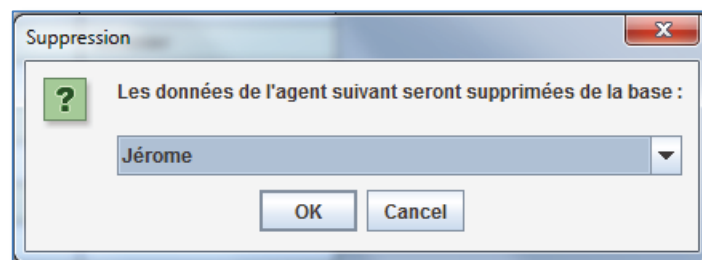 Suppression
Les données de l'agent suivant seront supprimées de la base :
Jérome
OK Cancel